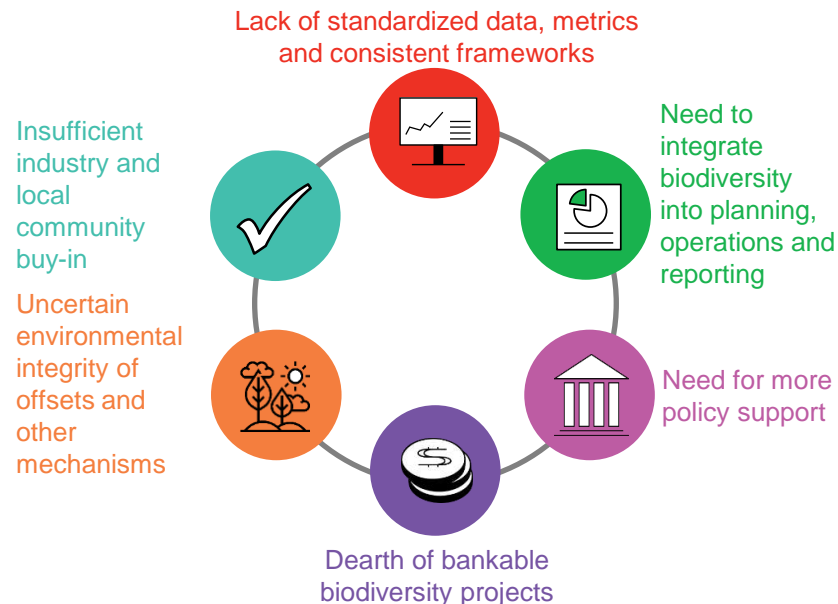 Lack of standardized data, metrics
and consistent frameworks
Need to
integrate
biodiversity
into planning,
operations and
reporting
Need for more
policy support
Dearth of bankable
biodiversity projects
Uncertain
environmental
integrity of
offsets and
other
mechanisms
Insufficient
industry and
local
community
buy-in